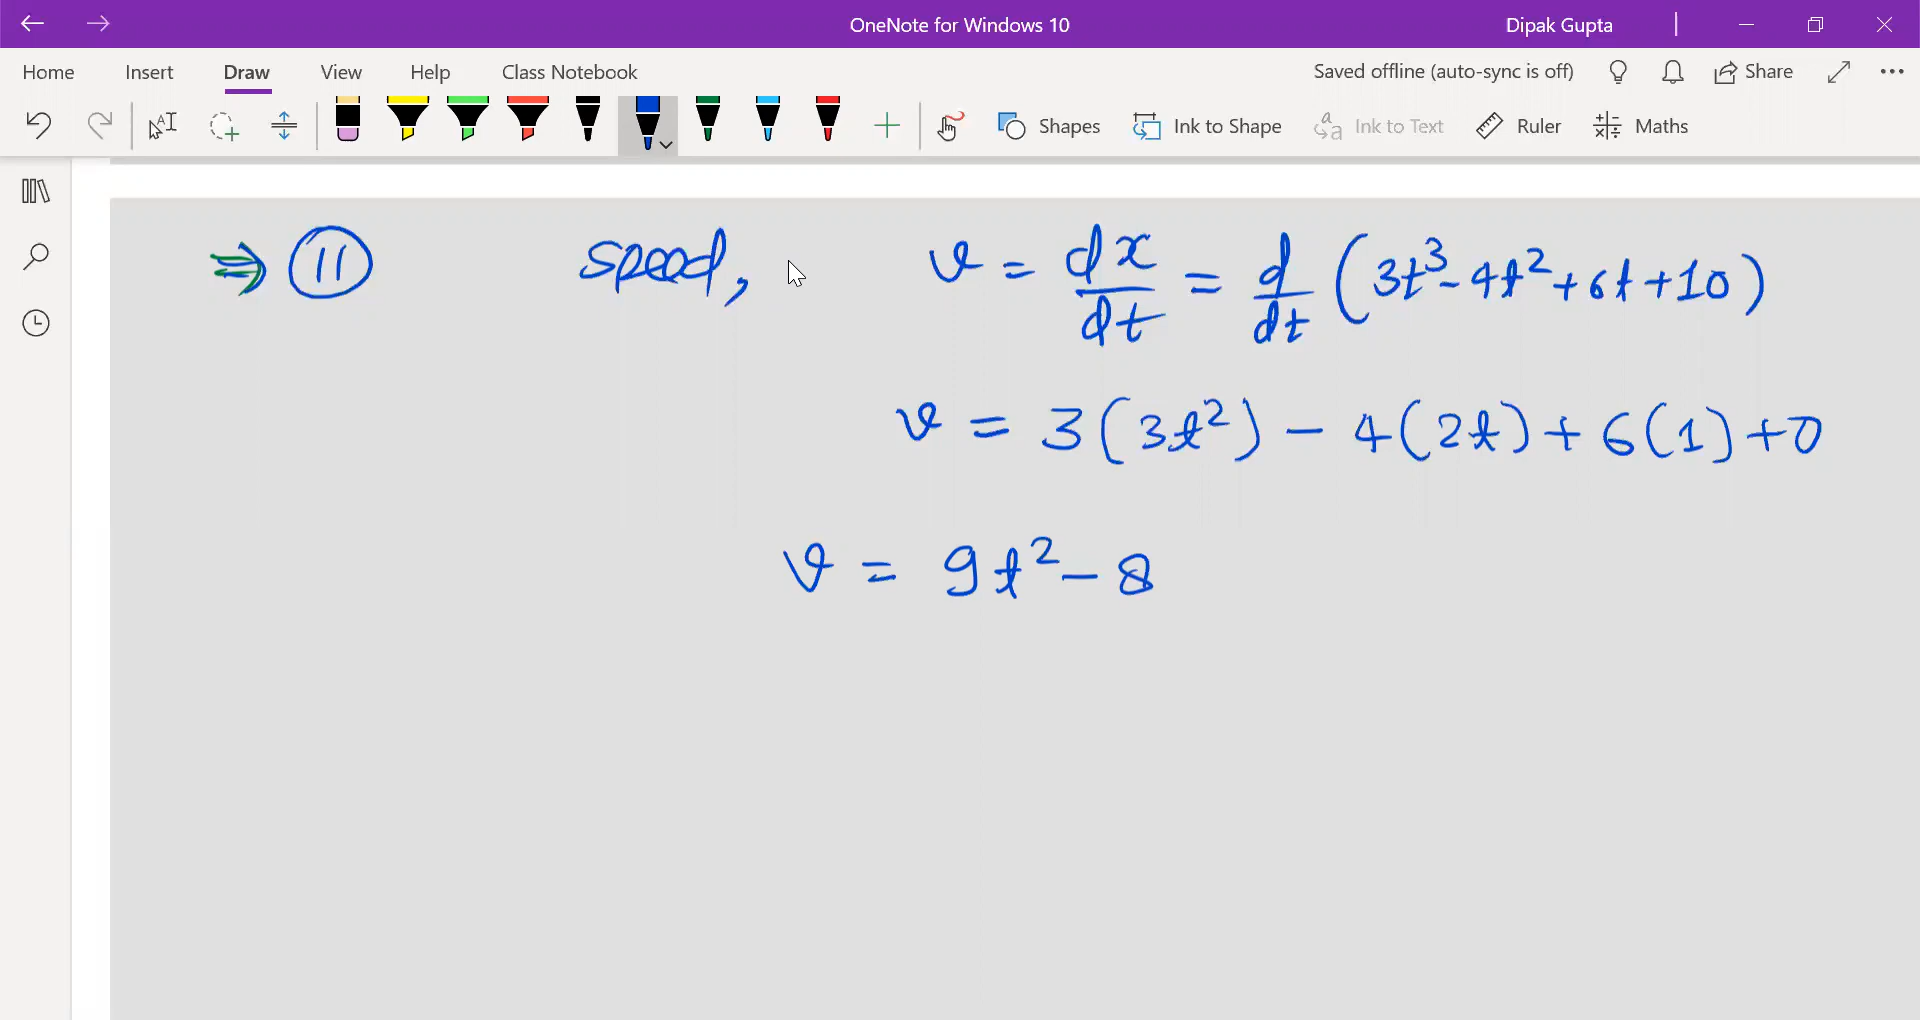 OneNote for Windows 10
Dipak Gupta
Home Insert Draw View Help Class Notebook
Saved offline (auto-sync is off) Share
Shapes Ink to Shape Ink to Text Ruler Maths
⇒ 11 speed, v = dx/dt = d/dt (3t³ - 4t² + 6t + 10)
v = 3(3t²) - 4(2t) + 6(1) + 0
v = 9t² - 8